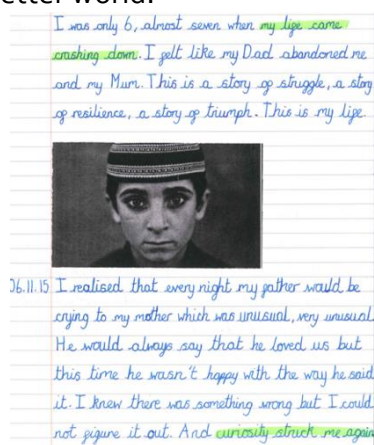 etter world.
I was only 6, almost seven when my life came
crashing down. I felt like my Dad abandoned me
and my Mum. This is a story of struggle, a story
of resilience, a story of triumph. This is my life.
06.11.15 I realised that every night my father would be
crying to my mother which was unusual, very unusual.
He would always say that he loved us but
this time he wasn't happy with the way he said
it. I knew there was something wrong but I could
not figure it out. And curiosity struck me again